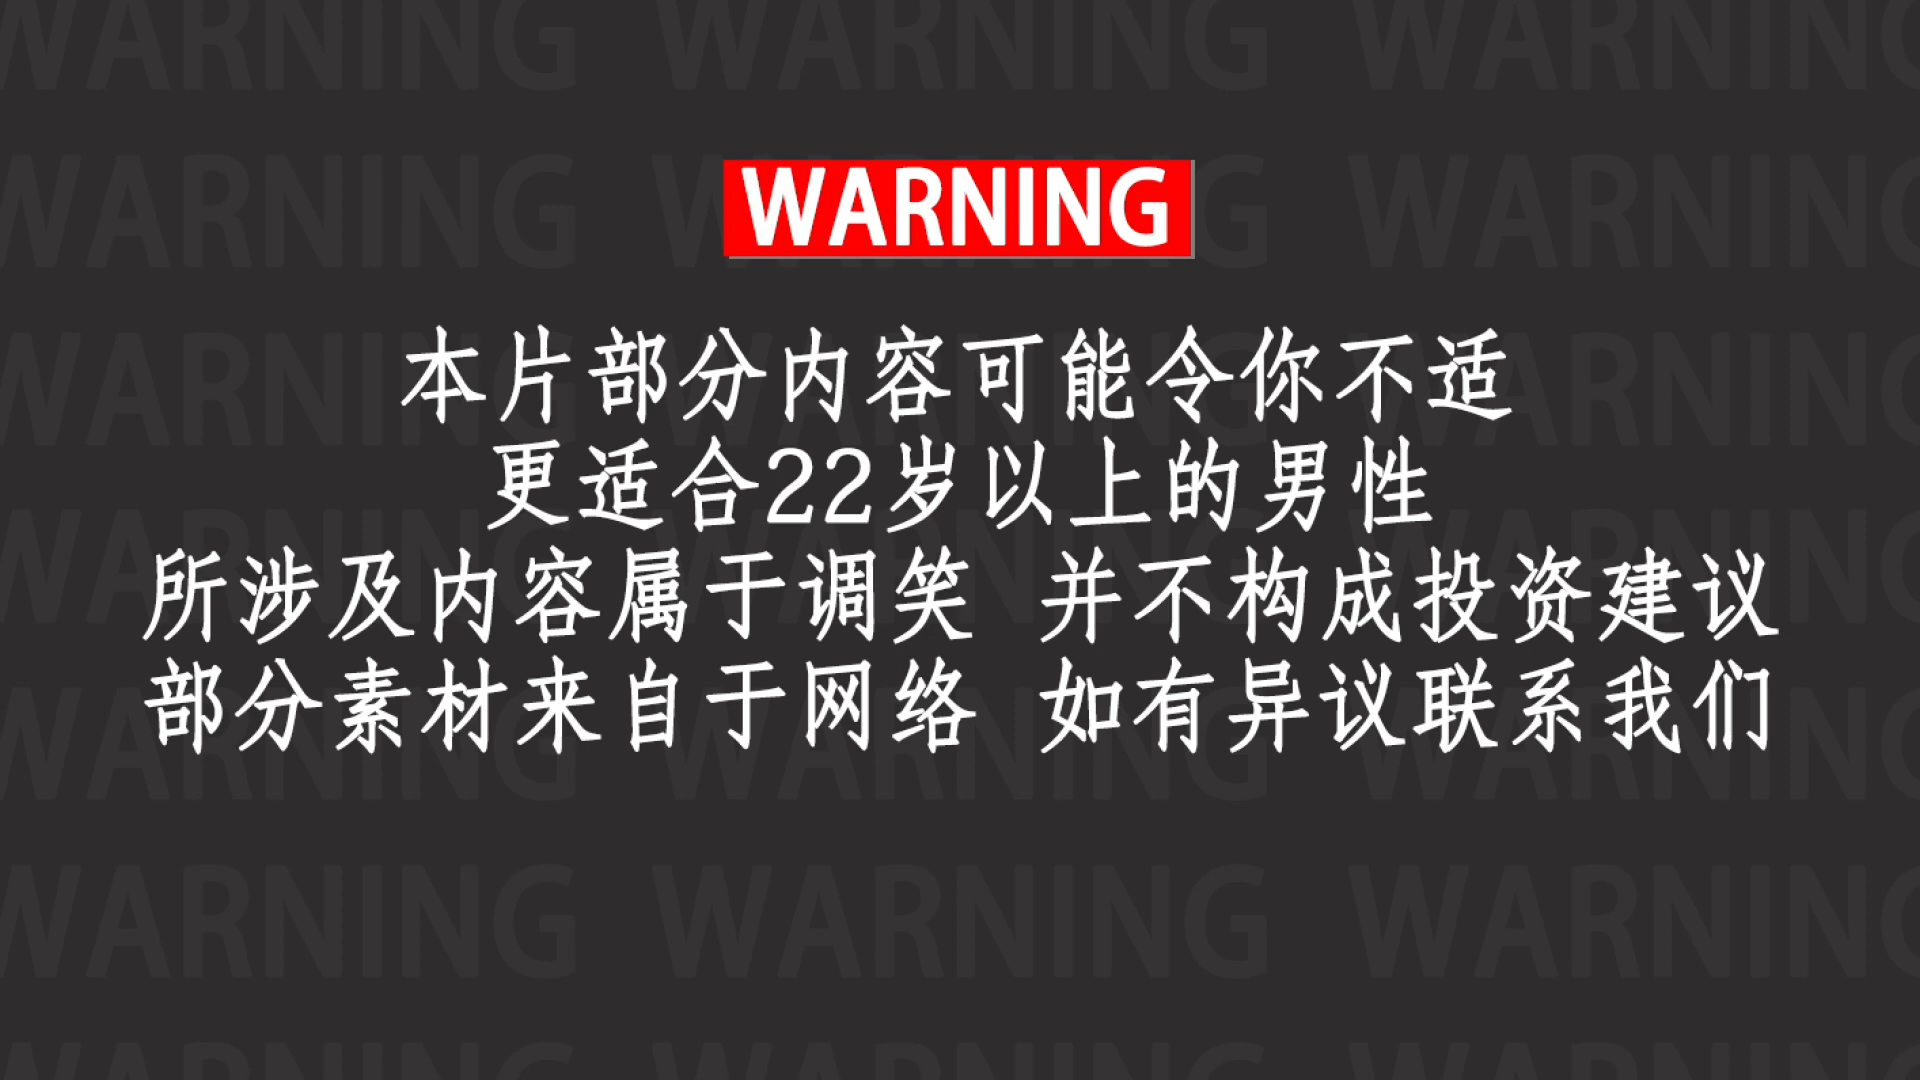 WARNING
本片部分内容可能令你不适
更适合22岁以上的男性
所涉及内容属于调笑 并不构成投资建议
部分素材来自于网络 如有异议联系我们